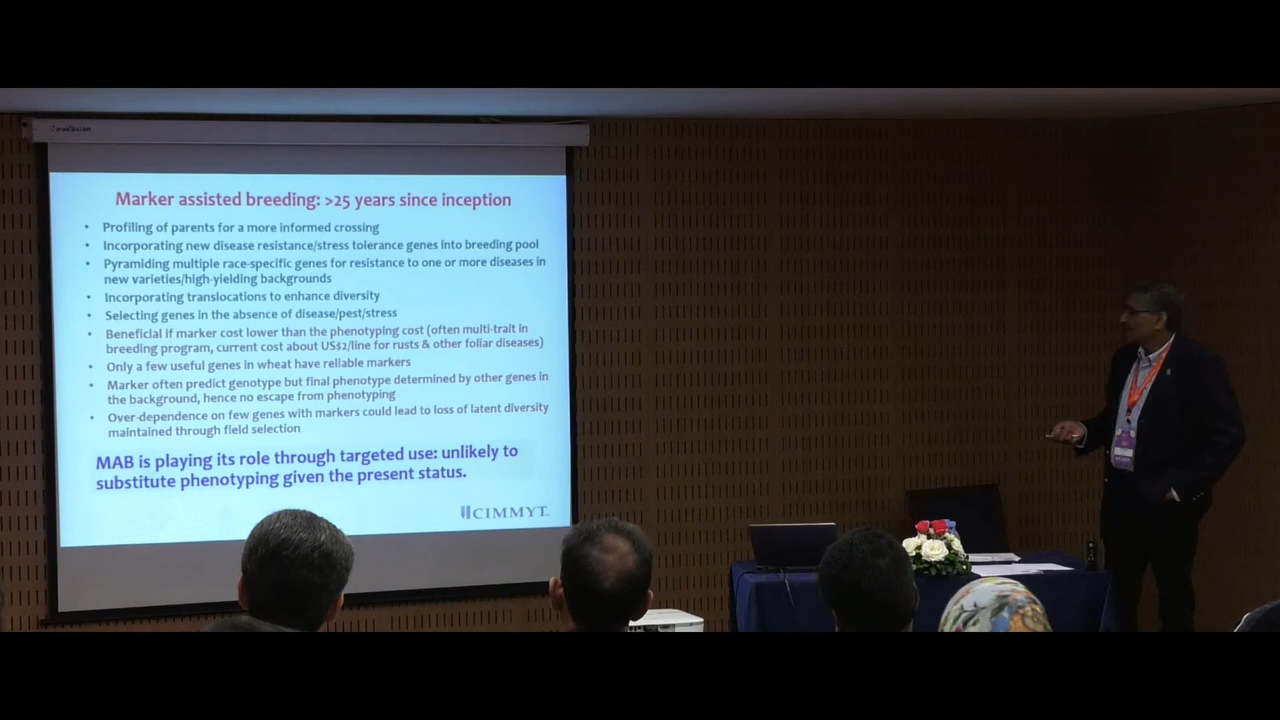 Marker assisted breeding: >25 years since inception
• Profiling of parents for a more informed crossing
• Incorporating new disease resistance/stress tolerance genes into breeding pool
• Pyramiding multiple race-specific genes for resistance to one or more diseases in
new varieties/high-yielding backgrounds
• Incorporating translocations to enhance diversity
• Selecting genes in the absence of disease/pest/stress
• Beneficial if marker cost lower than the phenotyping cost (often multi-trait in
breeding program, current cost about US$2/line for rusts & other foliar diseases)
• Only a few useful genes in wheat have reliable markers
• Marker often predict genotype but final phenotype determined by other genes in
the background, hence no escape from phenotyping
• Over-dependence on few genes with markers could lead to loss of latent diversity
maintained through field selection
MAB is playing its role through targeted use: unlikely to
substitute phenotyping given the present status.
CIMMYT